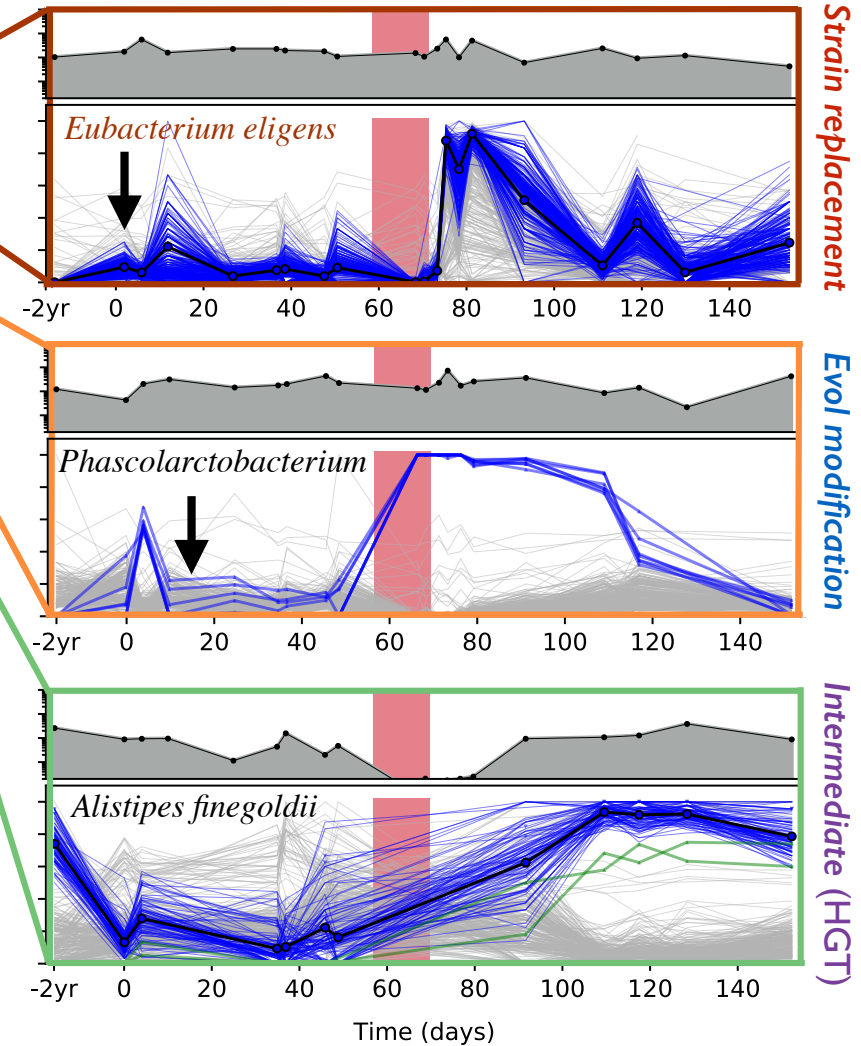 Strain replacement
Eubacterium eligens
-2yr 0 20 40 60 80 100 120 140
Evol modification
Phascolarctobacterium
-2yr 0 20 40 60 80 100 120 140
Intermediate (HGT)
Alistipes finegoldii
-2yr 0 20 40 60 80 100 120 140
Time (days)